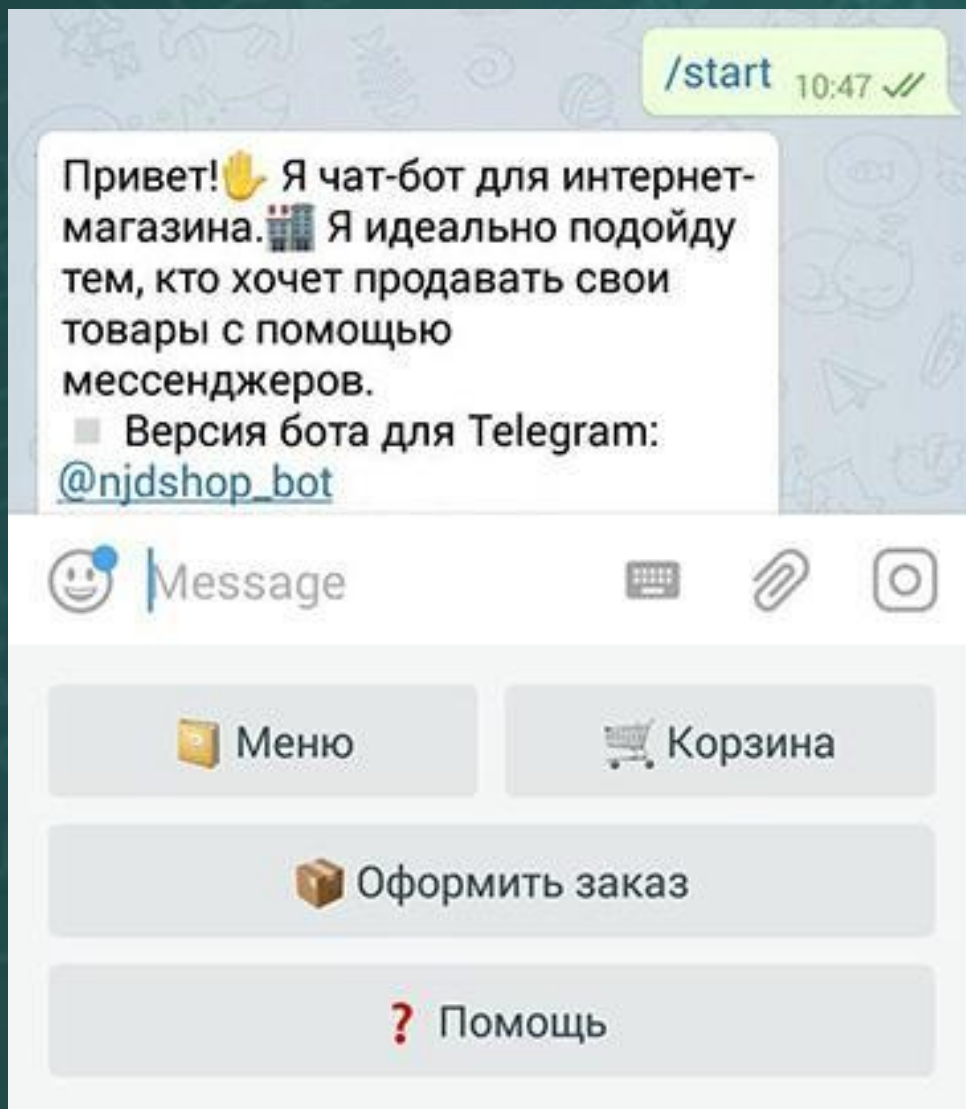 /start 10:47
Привет!✋ Я чат-бот для интернет-
магазина.🏬 Я идеально подойду
тем, кто хочет продавать свои
товары с помощью
мессенджеров.
▫️ Версия бота для Telegram:
@njdshop_bot
Message
📒 Меню
🛒 Корзина
📦 Оформить заказ
❓ Помощь